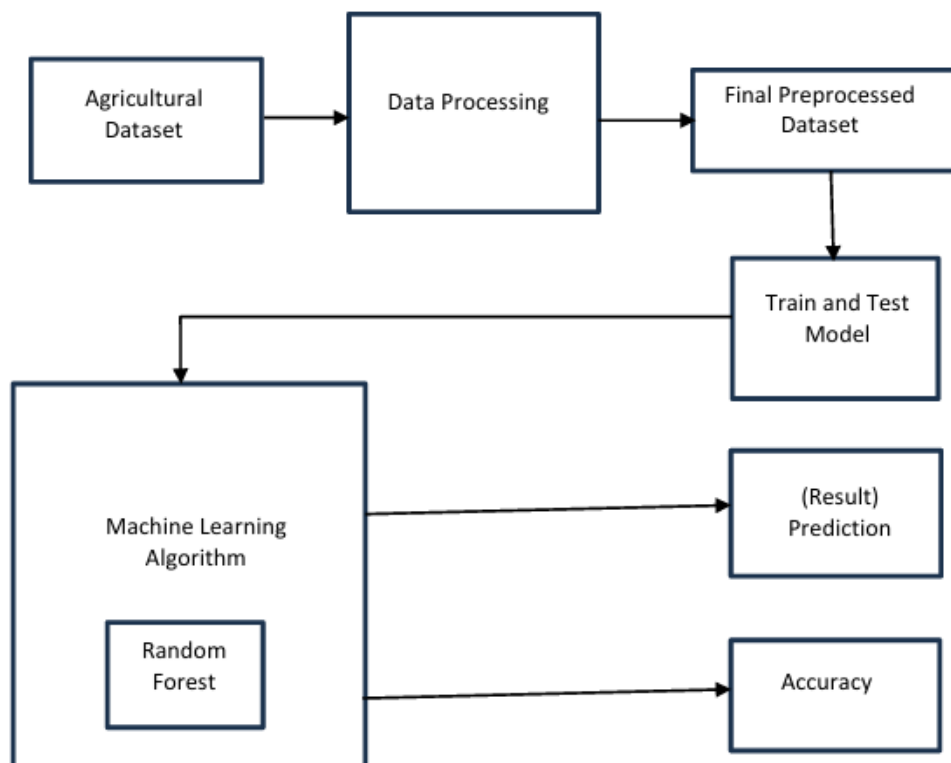 Agricultural
Dataset
Data Processing
Final Preprocessed
Dataset
Train and Test
Model
Machine Learning
Algorithm
Random
Forest
(Result)
Prediction
Accuracy